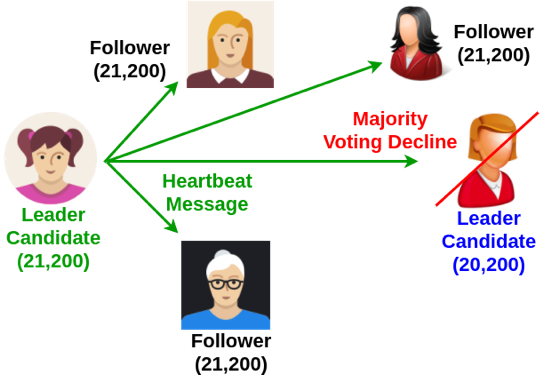 Follower
(21,200)
Follower
(21,200)
Majority
Voting Decline
Heartbeat
Message
Leader
Candidate
(21,200)
Leader
Candidate
(20,200)
Follower
(21,200)